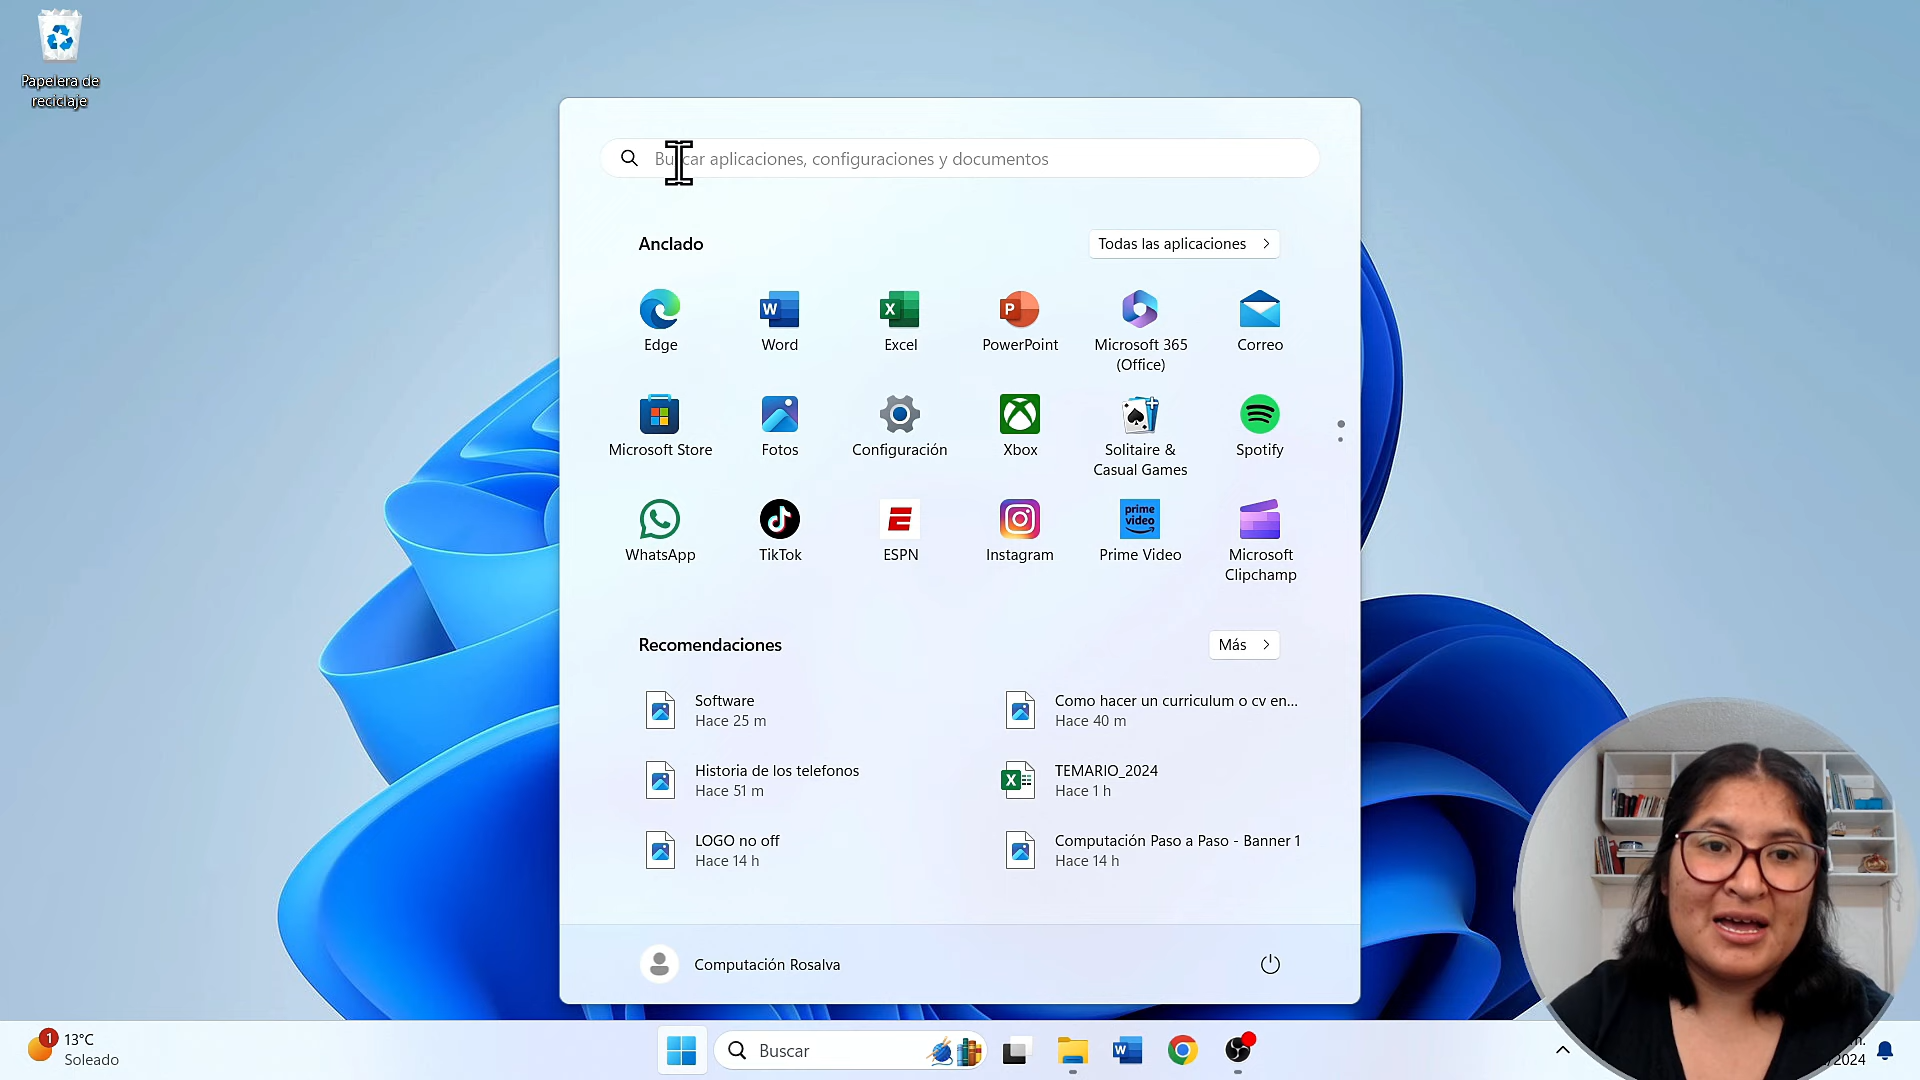 Papelera de
reciclaje
Buscar aplicaciones, configuraciones y documentos
Anclado
Todas las aplicaciones
Edge
Word
Excel
PowerPoint
Microsoft 365
(Office)
Correo
Microsoft Store
Fotos
Configuración
Xbox
Solitaire &
Casual Games
Spotify
prime
video
WhatsApp
TikTok
ESPN
Instagram
Prime Video
Microsoft
Clipchamp
Recomendaciones
Más
Software
Hace 25 m
Como hacer un curriculum o cv en...
Hace 40 m
Historia de los telefonos
Hace 51 m
TEMARIO_2024
Hace 1 h
LOGO no off
Hace 14 h
Computación Paso a Paso - Banner 1
Hace 14 h
Computación Rosalva
1
13°C
Soleado
Buscar
m.
/2024